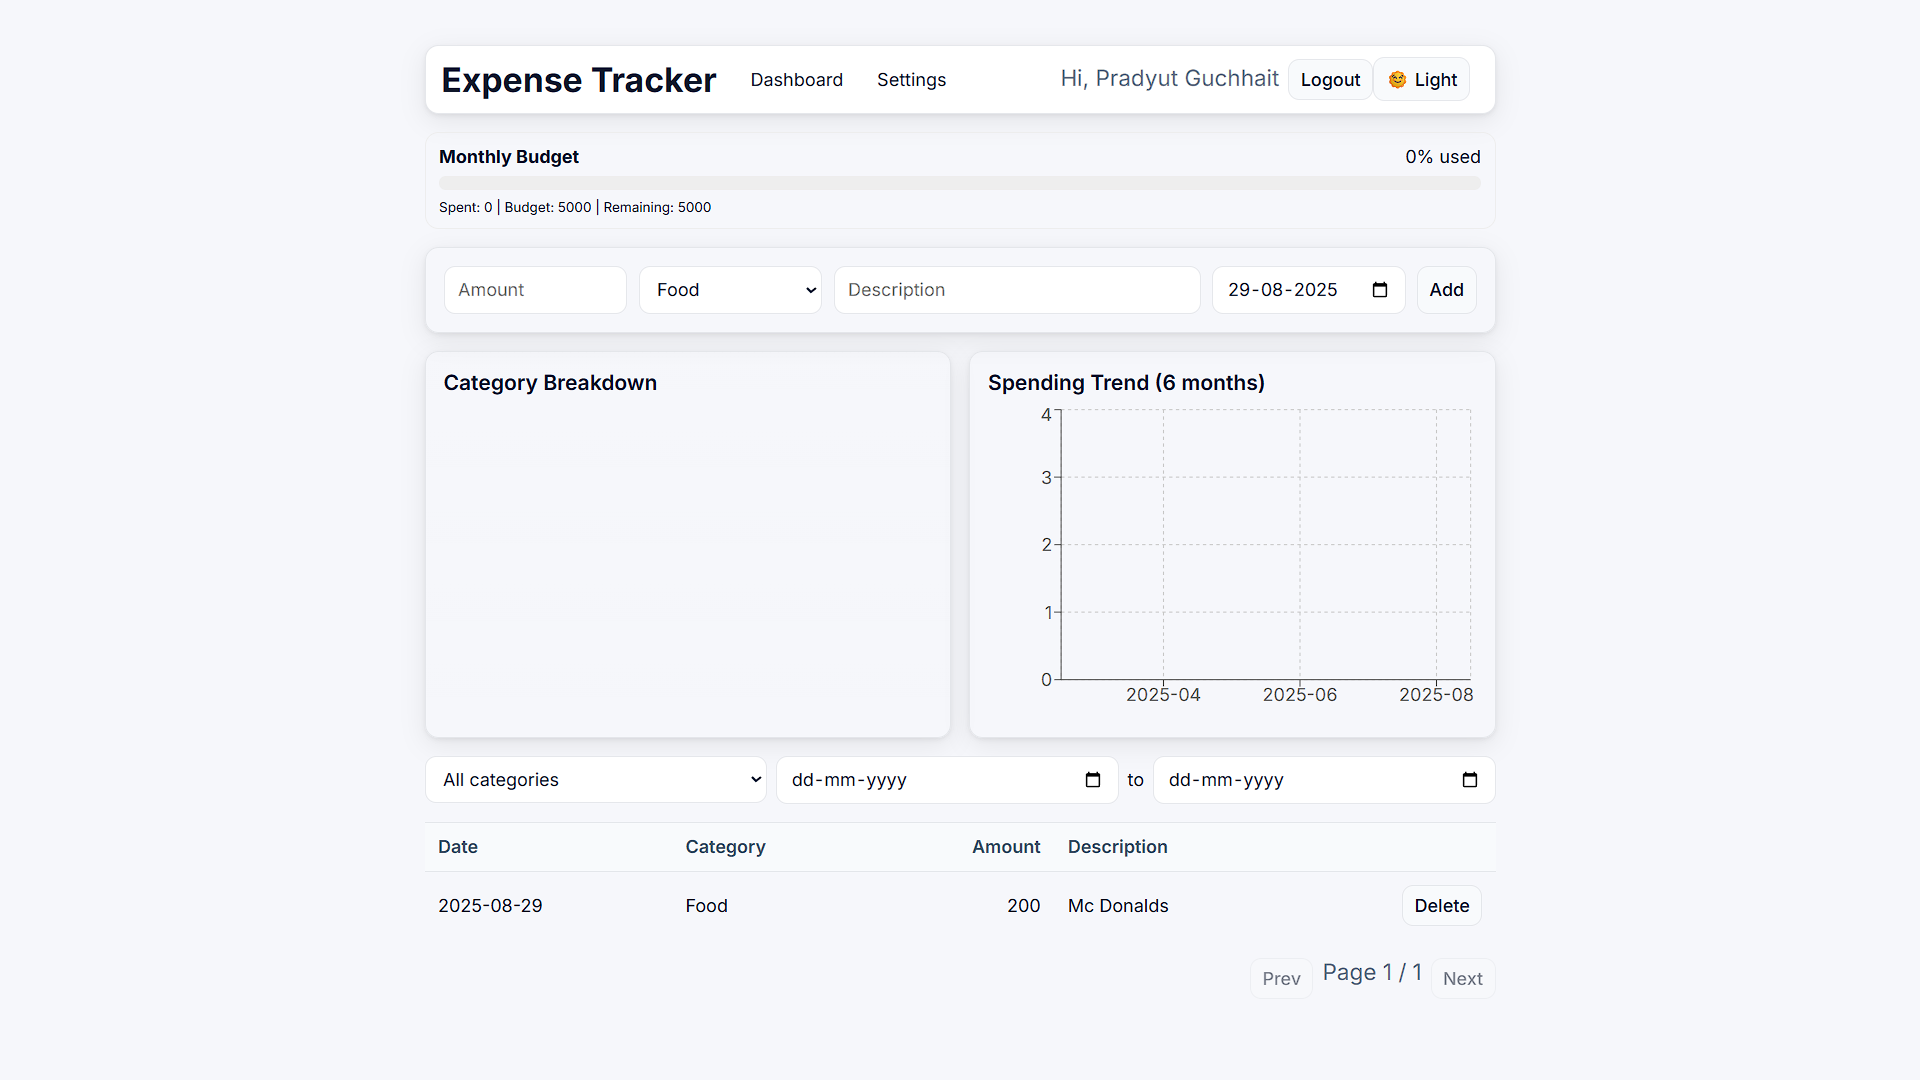 Expense Tracker Dashboard Settings Hi, Pradyut Guchhait Logout 🌞 Light
Monthly Budget 0% used
Spent: 0 | Budget: 5000 | Remaining: 5000
Amount Food Description 29-08-2025 Add
Category Breakdown
Spending Trend (6 months)
4
3
2
1
0
2025-04 2025-06 2025-08
All categories dd-mm-yyyy to dd-mm-yyyy
Date Category Amount Description
2025-08-29 Food 200 Mc Donalds Delete
Prev Page 1 / 1 Next